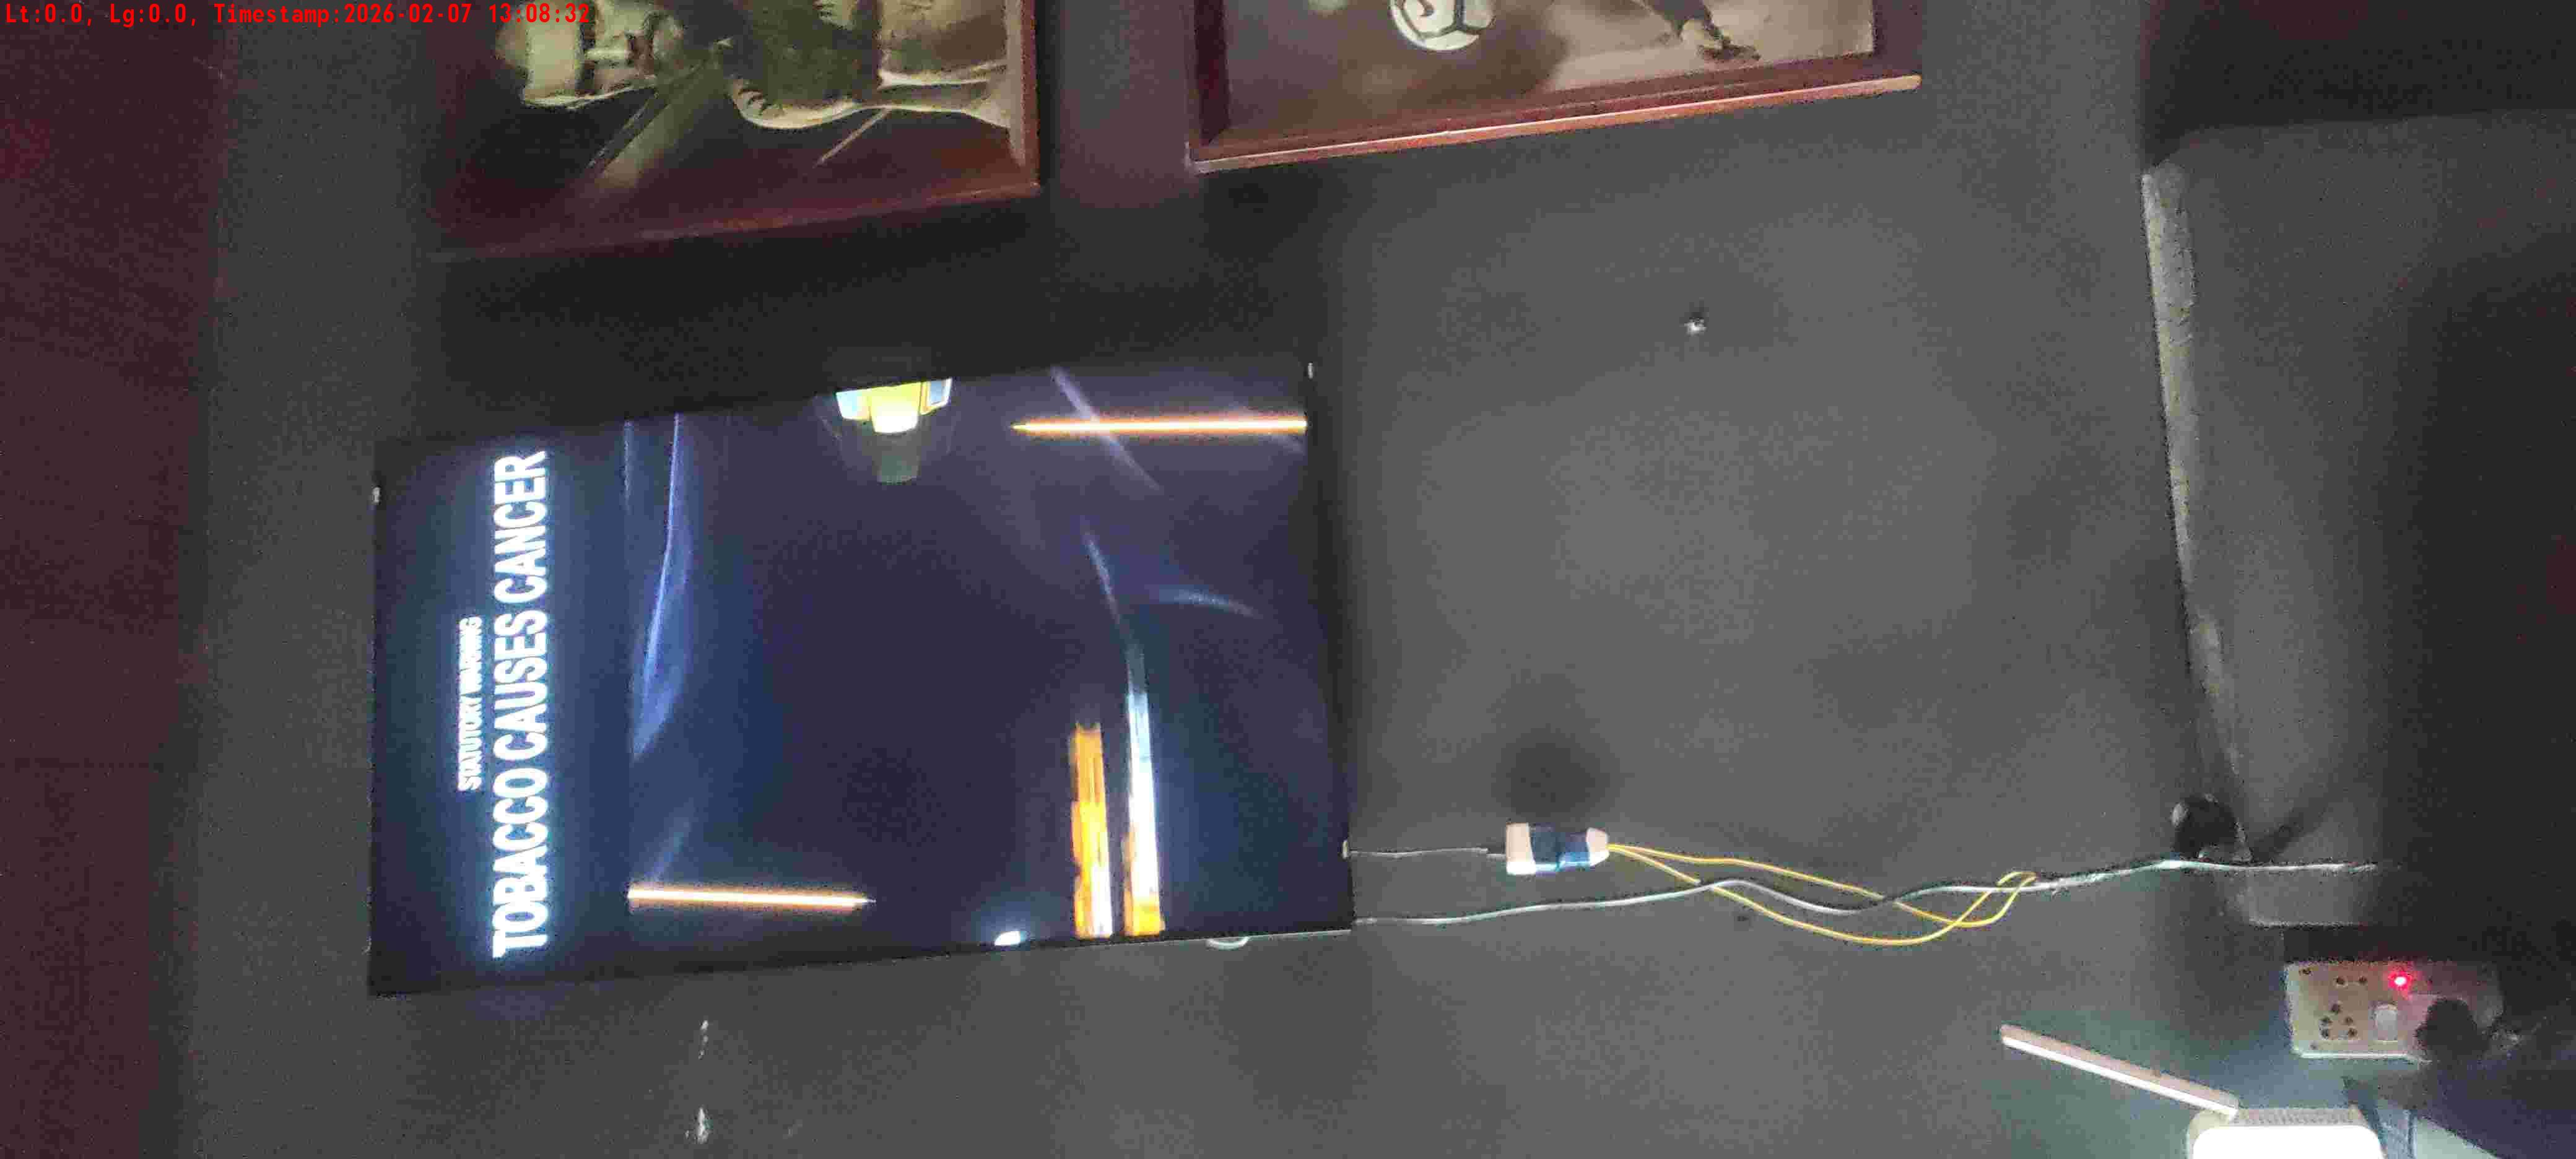 Lt:0.0, Lg:0.0, Timestamp:2026-02-07 13:08:32
STATUTORY WARNING
TOBACCO CAUSES CANCER